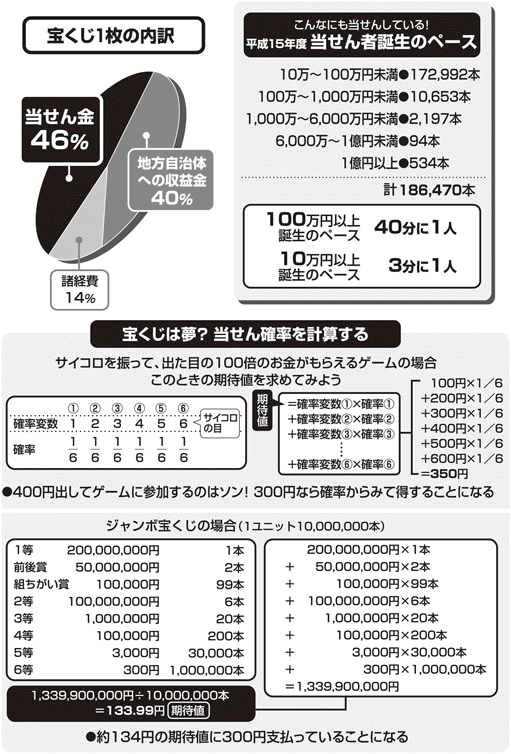 宝くじ1枚の内訳
当せん金
46%
地方自治体
への収益金
40%
諸経費
14%
こんなにも当せんしている!
平成15年度 当せん者誕生のペース
10万〜100万円未満●172,992本
100万〜1,000万円未満●10,653本
1,000万〜6,000万円未満●2,197本
6,000万〜1億円未満●94本
1億円以上●534本
計186,470本
100万円以上
誕生のペース 40分に1人
10万円以上
誕生のペース 3分に1人
宝くじは夢? 当せん確率を計算する
サイコロを振って、出た目の100倍のお金がもらえるゲームの場合
このときの期待値を求めてみよう
① ② ③ ④ ⑤ ⑥
確率変数 1 2 3 4 5 6
サイコロ
の目
確率 1/6 1/6 1/6 1/6 1/6 1/6
期待値
=確率変数①×確率①
+確率変数②×確率②
+確率変数③×確率③
⋮
+確率変数⑥×確率⑥
100円×1/6
+200円×1/6
+300円×1/6
+400円×1/6
+500円×1/6
+600円×1/6
=350円
●400円出してゲームに参加するのはソン! 300円なら確率からみて得することになる
ジャンボ宝くじの場合(1ユニット10,000,000本)
1等 200,000,000円 1本
前後賞 50,000,000円 2本
組ちがい賞 100,000円 99本
2等 100,000,000円 6本
3等 1,000,000円 20本
4等 100,000円 200本
5等 3,000円 30,000本
6等 300円 1,000,000本
200,000,000円×1本
+ 50,000,000円×2本
+ 100,000円×99本
+ 100,000,000円×6本
+ 1,000,000円×20本
+ 100,000円×200本
+ 3,000円×30,000本
+ 300円×1,000,000本
=1,339,900,000円
1,339,900,000円÷10,000,000本
=133.99円 期待値
●約134円の期待値に300円支払っていることになる